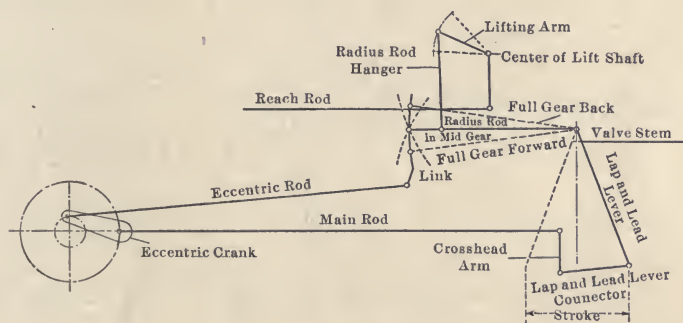 Lifting Arm
Radius Rod
Hanger
Center of Lift Shaft
Reach Rod
Full Gear Back
Radius Rod
in Mid Gear
Valve Stem
Full Gear Forward
Link
Eccentric Rod
Lap and Lead
Lever
Main Rod
Eccentric Crank
Crosshead
Arm
Lap and Lead Lever
Connector
Stroke